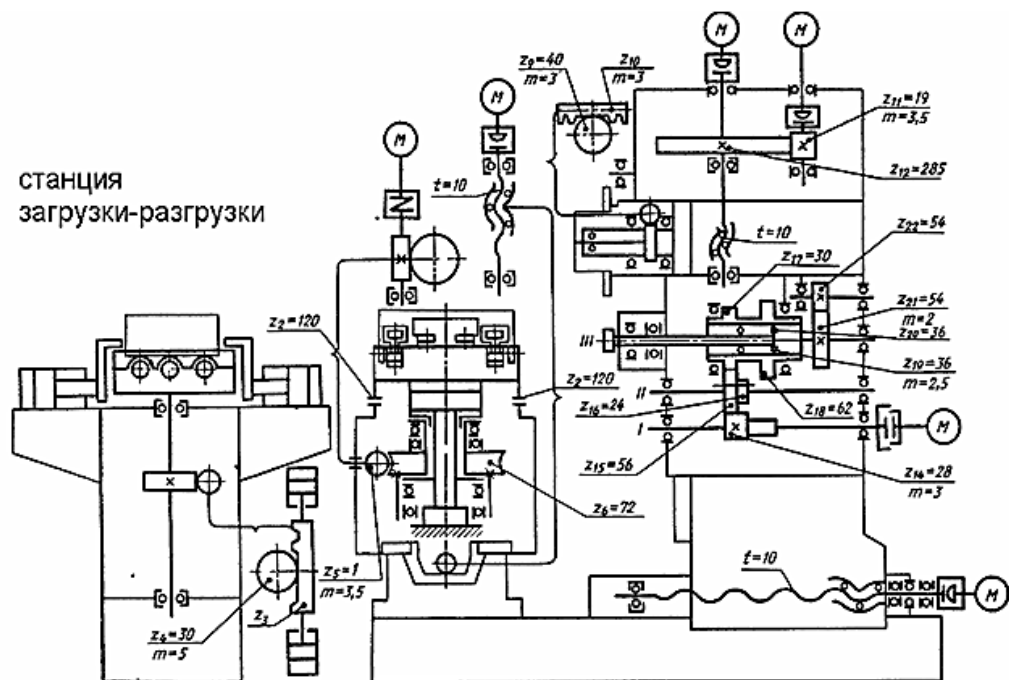 станция
загрузки-разгрузки
M
M
M
M
z₉=40
m=3
z₁₀
m=3
z₁₁=19
m=3,5
z₁₂=285
t=10
t=10
z₂₂=54
z₁₇=30
z₂₁=54
m=2
z₂₀=36
z₁₉=36
m=2,5
III
II
I
z₂=120
z₂=120
z₁₆=24
z₁₈=62
M
z₁₅=56
z₁₄=28
m=3
z₆=72
z₅=1
m=3,5
z₃
z₄=30
m=5
t=10
M